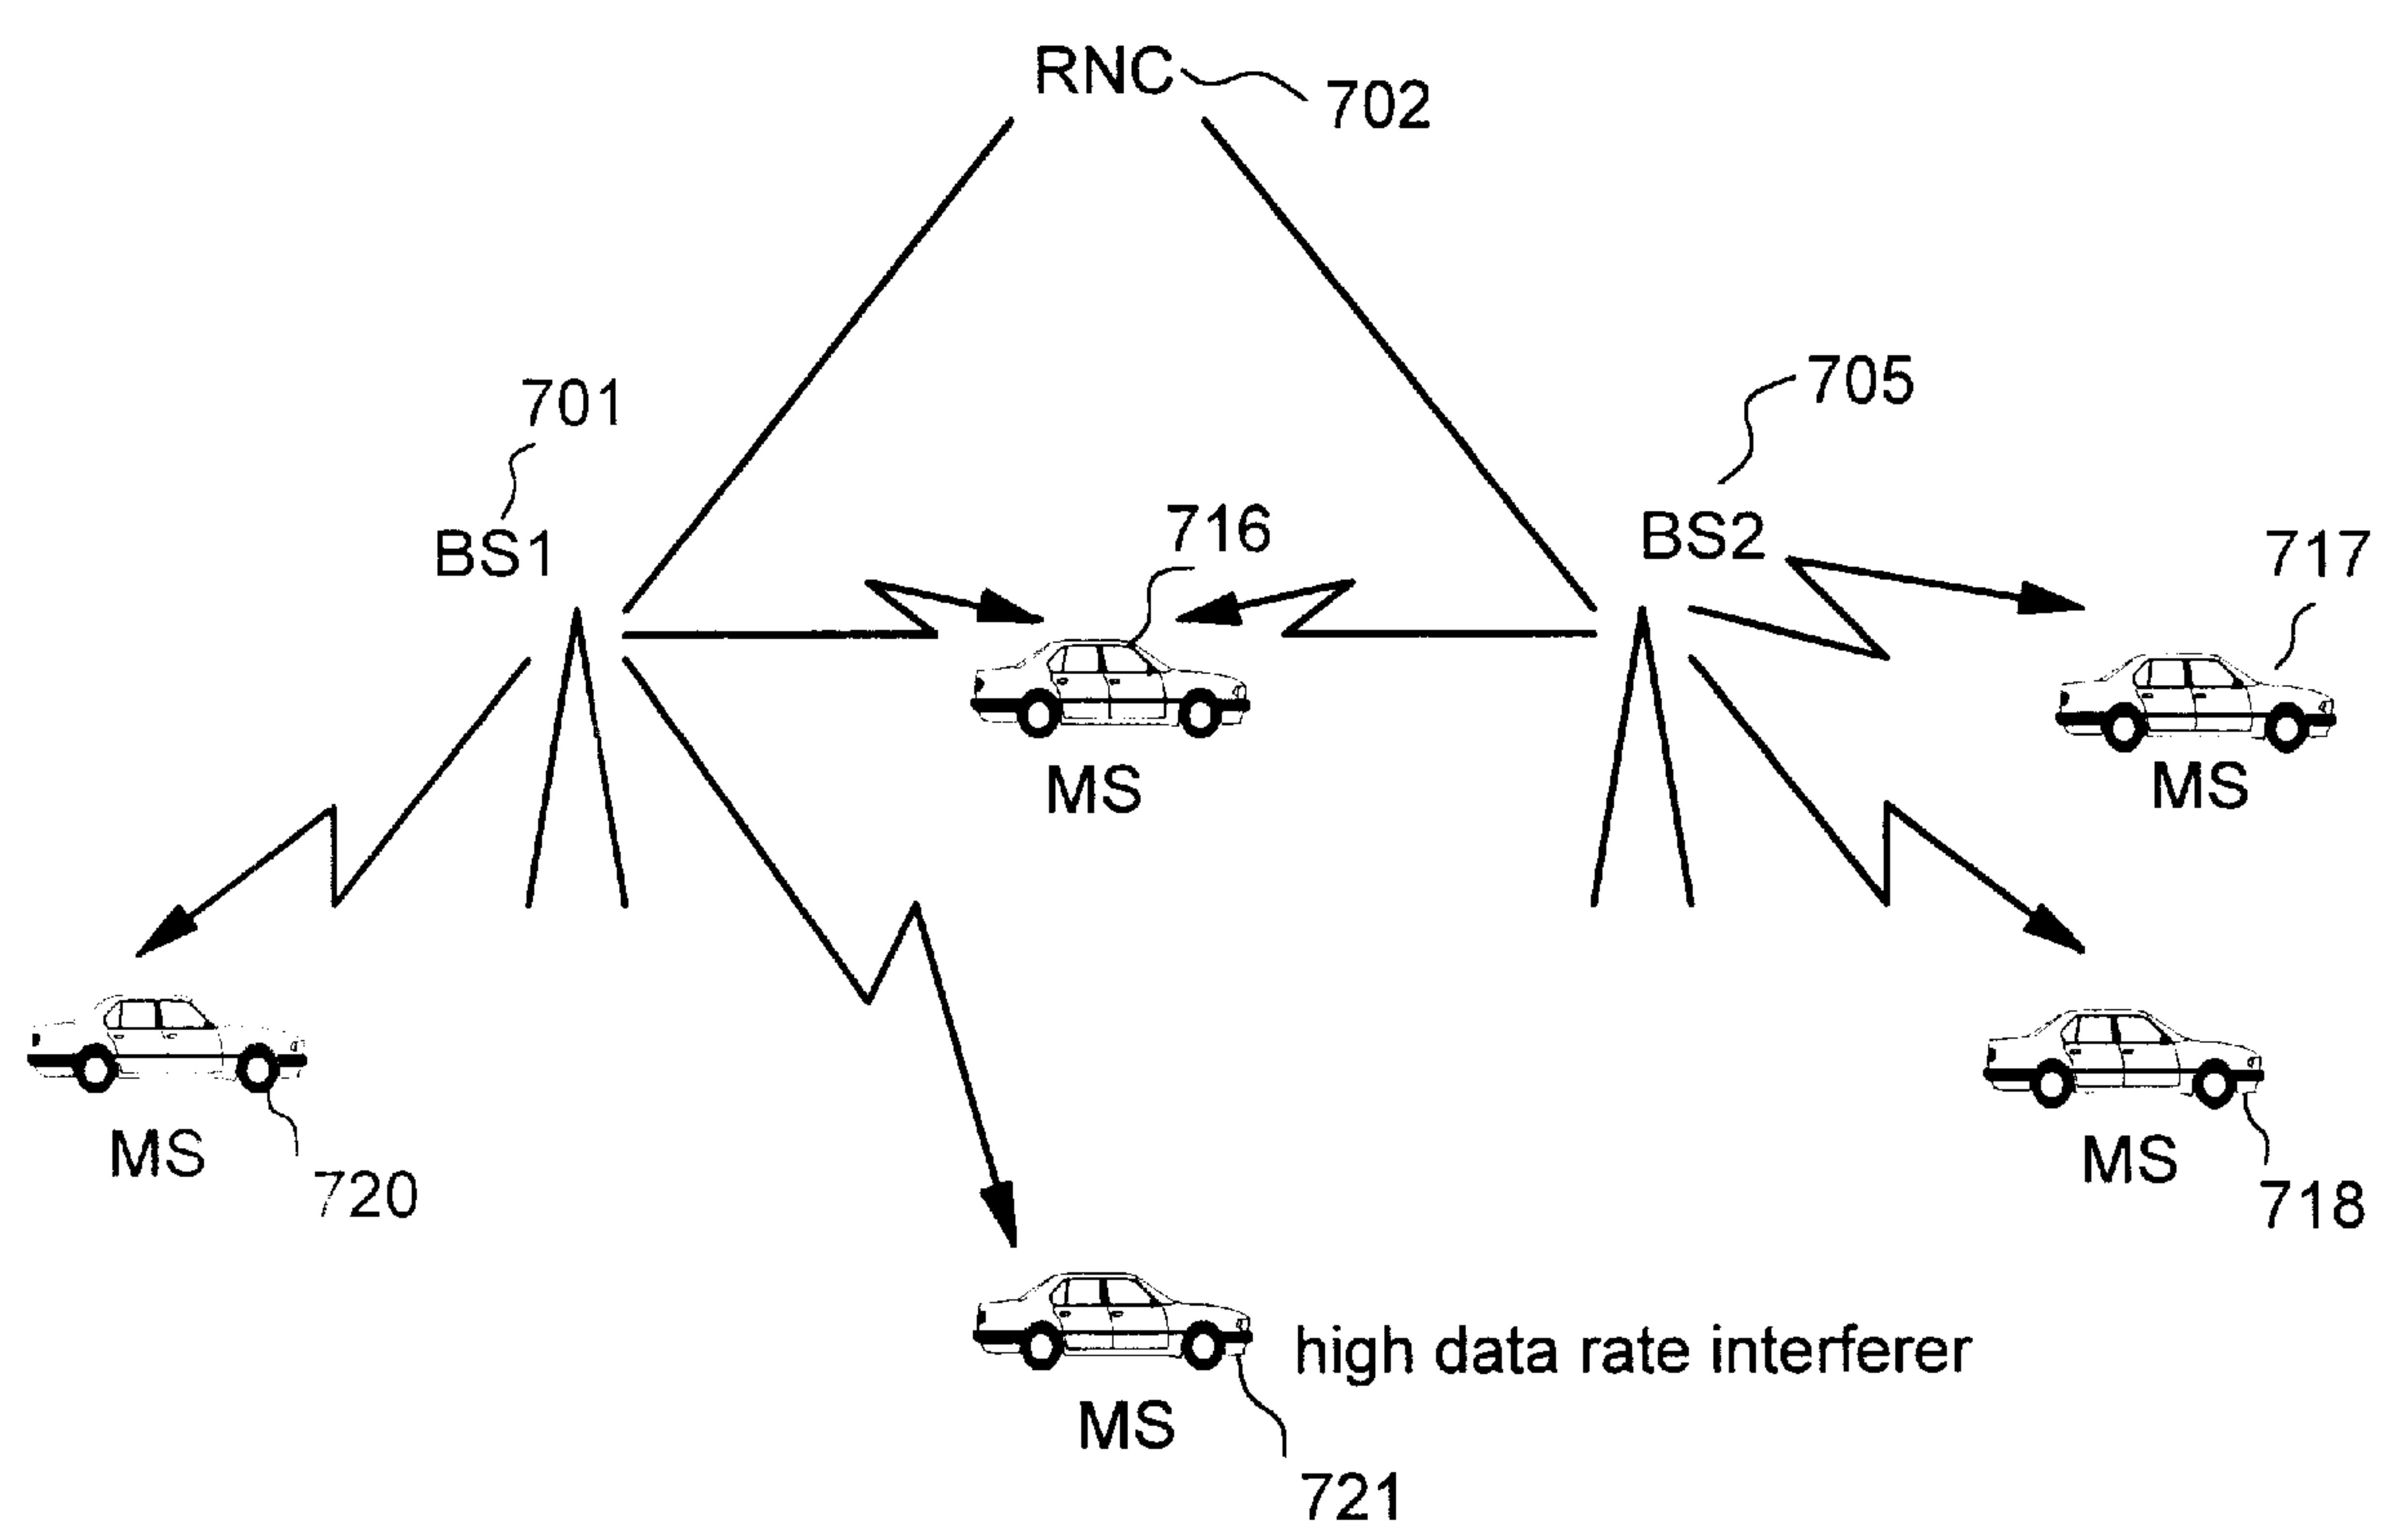 RNC
702
701
705
BS1
716
BS2
717
MS
MS
MS
720
MS
718
high data rate interferer
MS
721